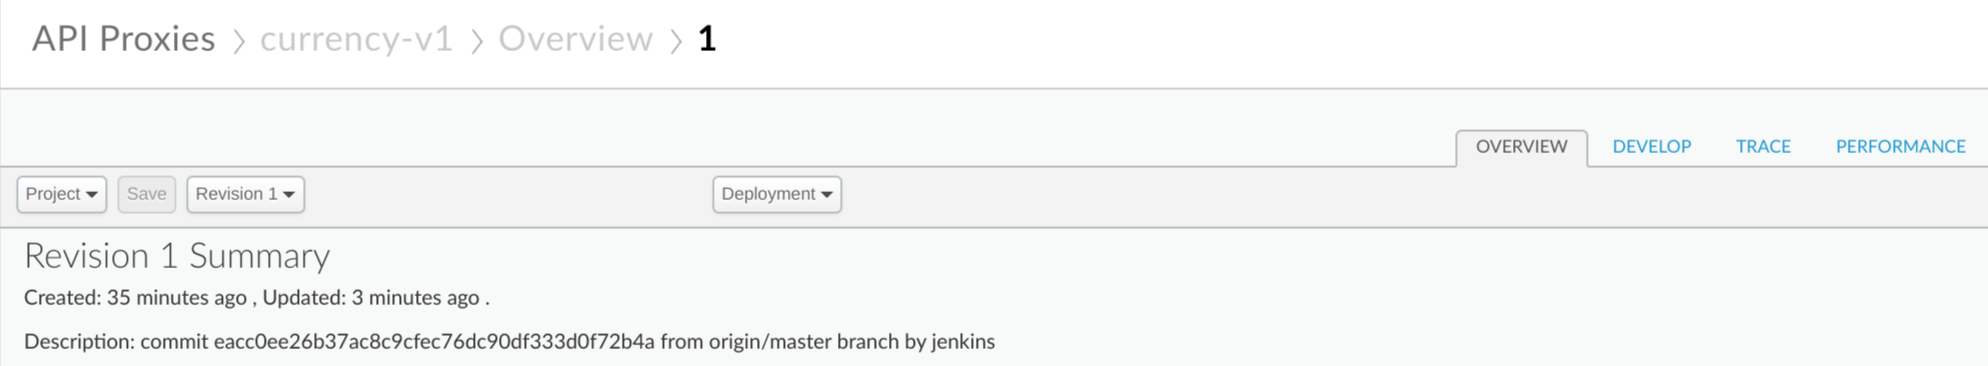 API Proxies > currency-v1 > Overview > 1
OVERVIEW DEVELOP TRACE PERFORMANCE
Project Save Revision 1 Deployment
Revision 1 Summary
Created: 35 minutes ago , Updated: 3 minutes ago .
Description: commit eacc0ee26b37ac8c9cfec76dc90df333d0f72b4a from origin/master branch by jenkins